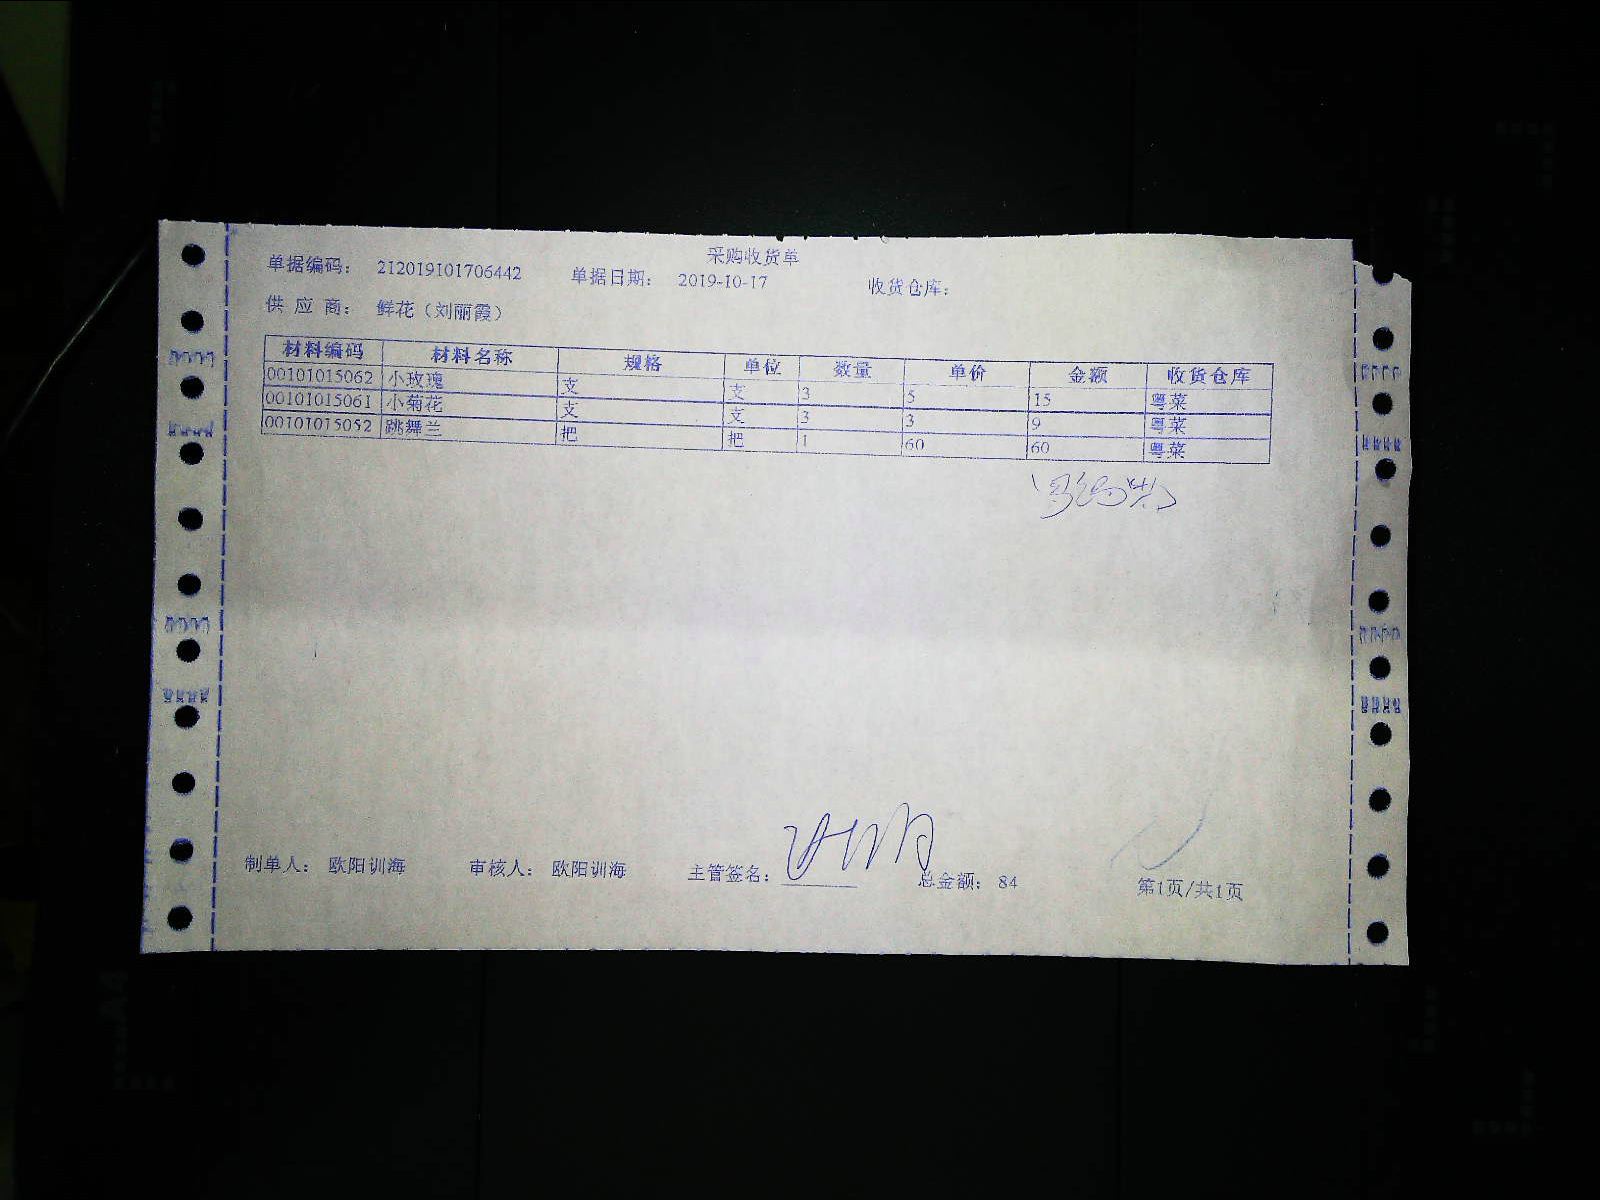 采购收货单
单据编码： 212019101706442 单据日期： 2019-10-17 收货仓库：
供 应 商： 鲜花（刘丽霞）
材料编码 材料名称 规格 单位 数量 单价 金额 收货仓库
00101015062 小玫瑰 支 支 3 5 15 粤菜
00101015061 小菊花 支 支 3 3 9 粤菜
00101015052 跳舞兰 把 把 1 60 60 粤菜
制单人： 欧阳训海 审核人： 欧阳训海 主管签名： 总金额： 84 第1页/共1页